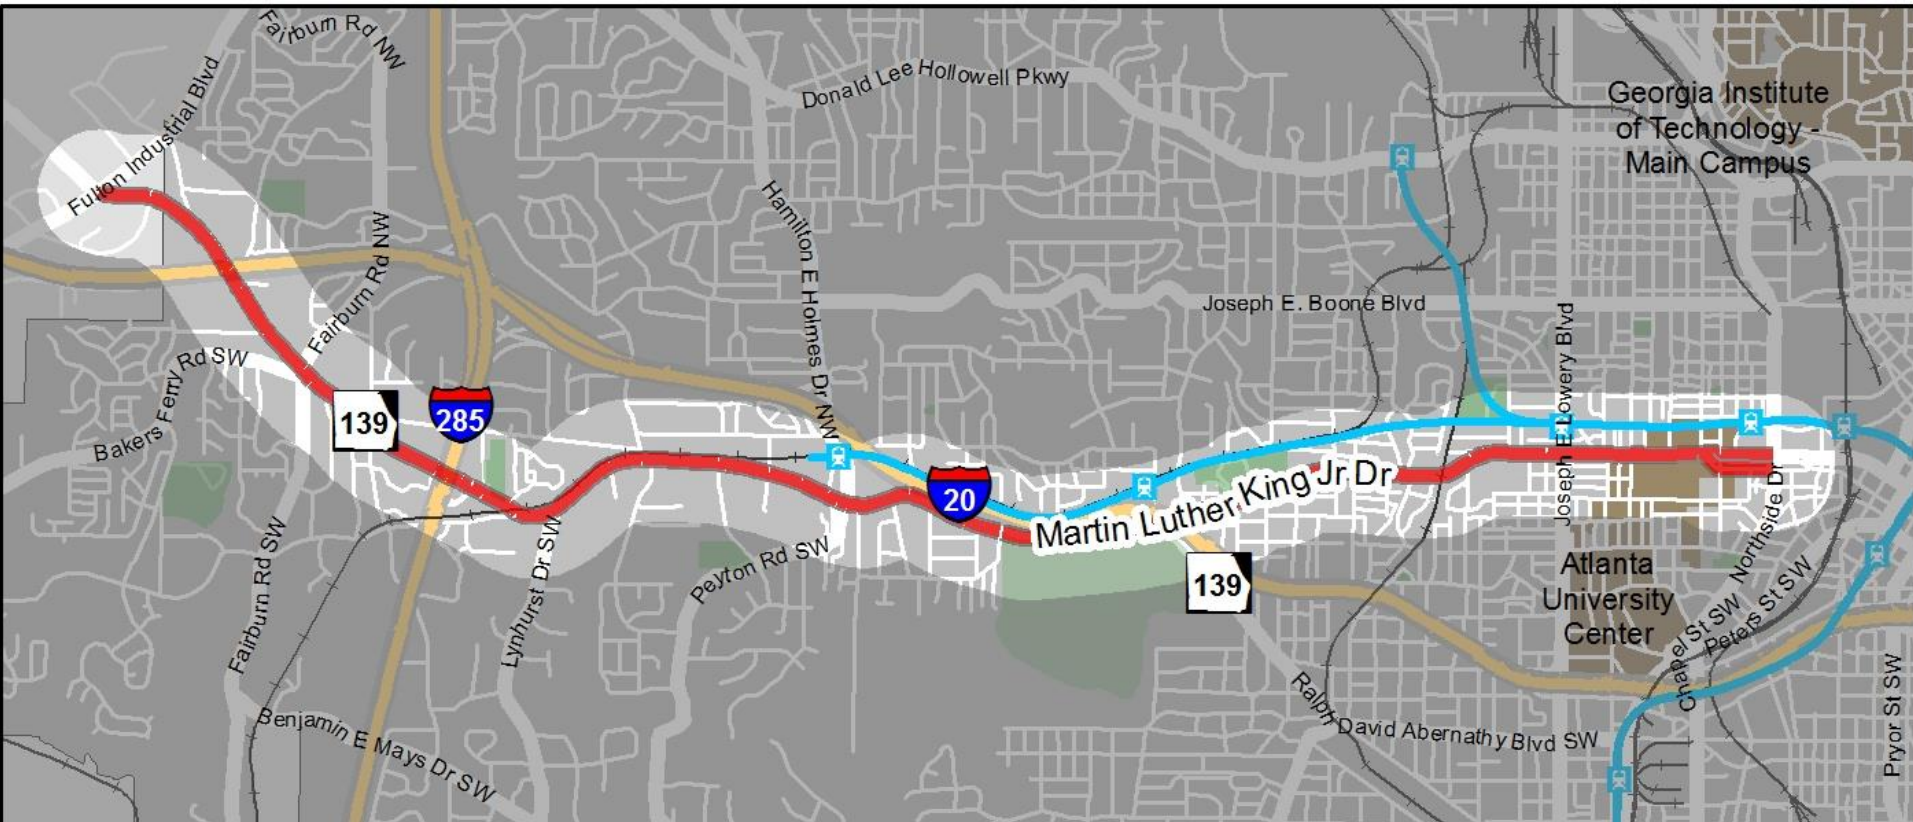 Fairburn Rd NW
Fulton Industrial Blvd
Donald Lee Hollowell Pkwy
Georgia Institute
of Technology -
Main Campus
Hamilton E Holmes Dr NW
Fairburn Rd NW
Joseph E. Boone Blvd
Joseph E Lowery Blvd
Bakers Ferry Rd SW
139
285
20
Martin Luther King Jr Dr
Northside Dr
Lynhurst Dr SW
Peyton Rd SW
139
Atlanta
University
Center
Fairburn Rd SW
Chapel St SW
Peters St SW
Benjamin E Mays Dr SW
Ralph David Abernathy Blvd SW
Pryor St SW